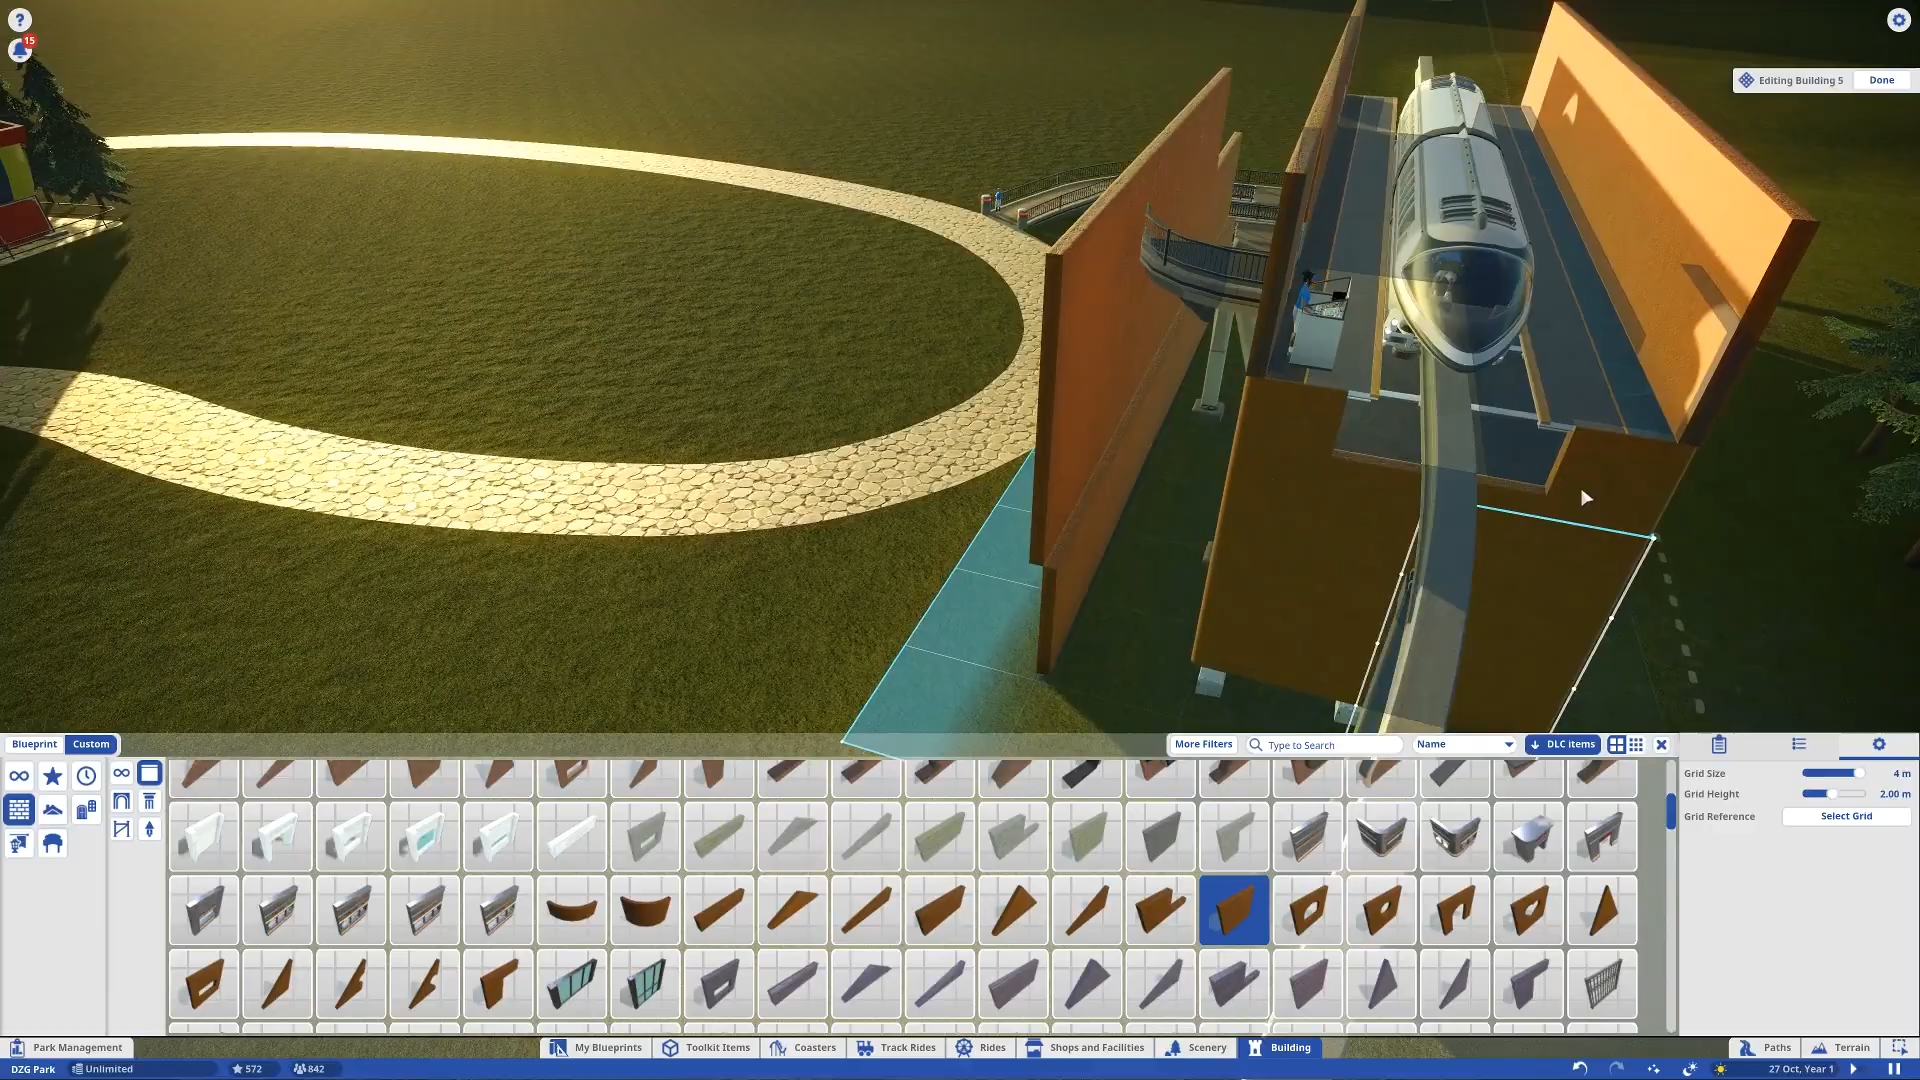 ?
15
Editing Building 5 Done
Blueprint Custom
More Filters Type to Search Name DLC items
Grid Size 4 m
Grid Height 2.00 m
Grid Reference Select Grid
Park Management My Blueprints Toolkit Items Coasters Track Rides Rides Shops and Facilities Scenery Building Paths Terrain
DZG Park Unlimited 572 842 27 Oct, Year 1